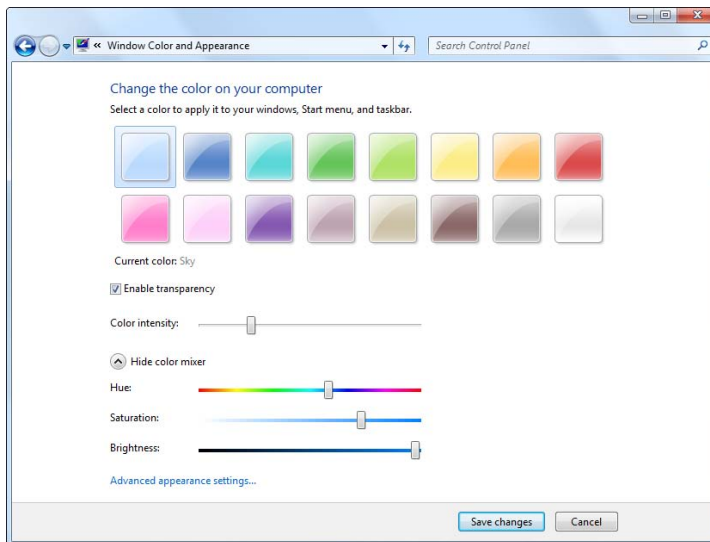 « Window Color and Appearance
Search Control Panel
Change the color on your computer
Select a color to apply it to your windows, Start menu, and taskbar.
Current color: Sky
Enable transparency
Color intensity:
Hide color mixer
Hue:
Saturation:
Brightness:
Advanced appearance settings...
Save changes
Cancel